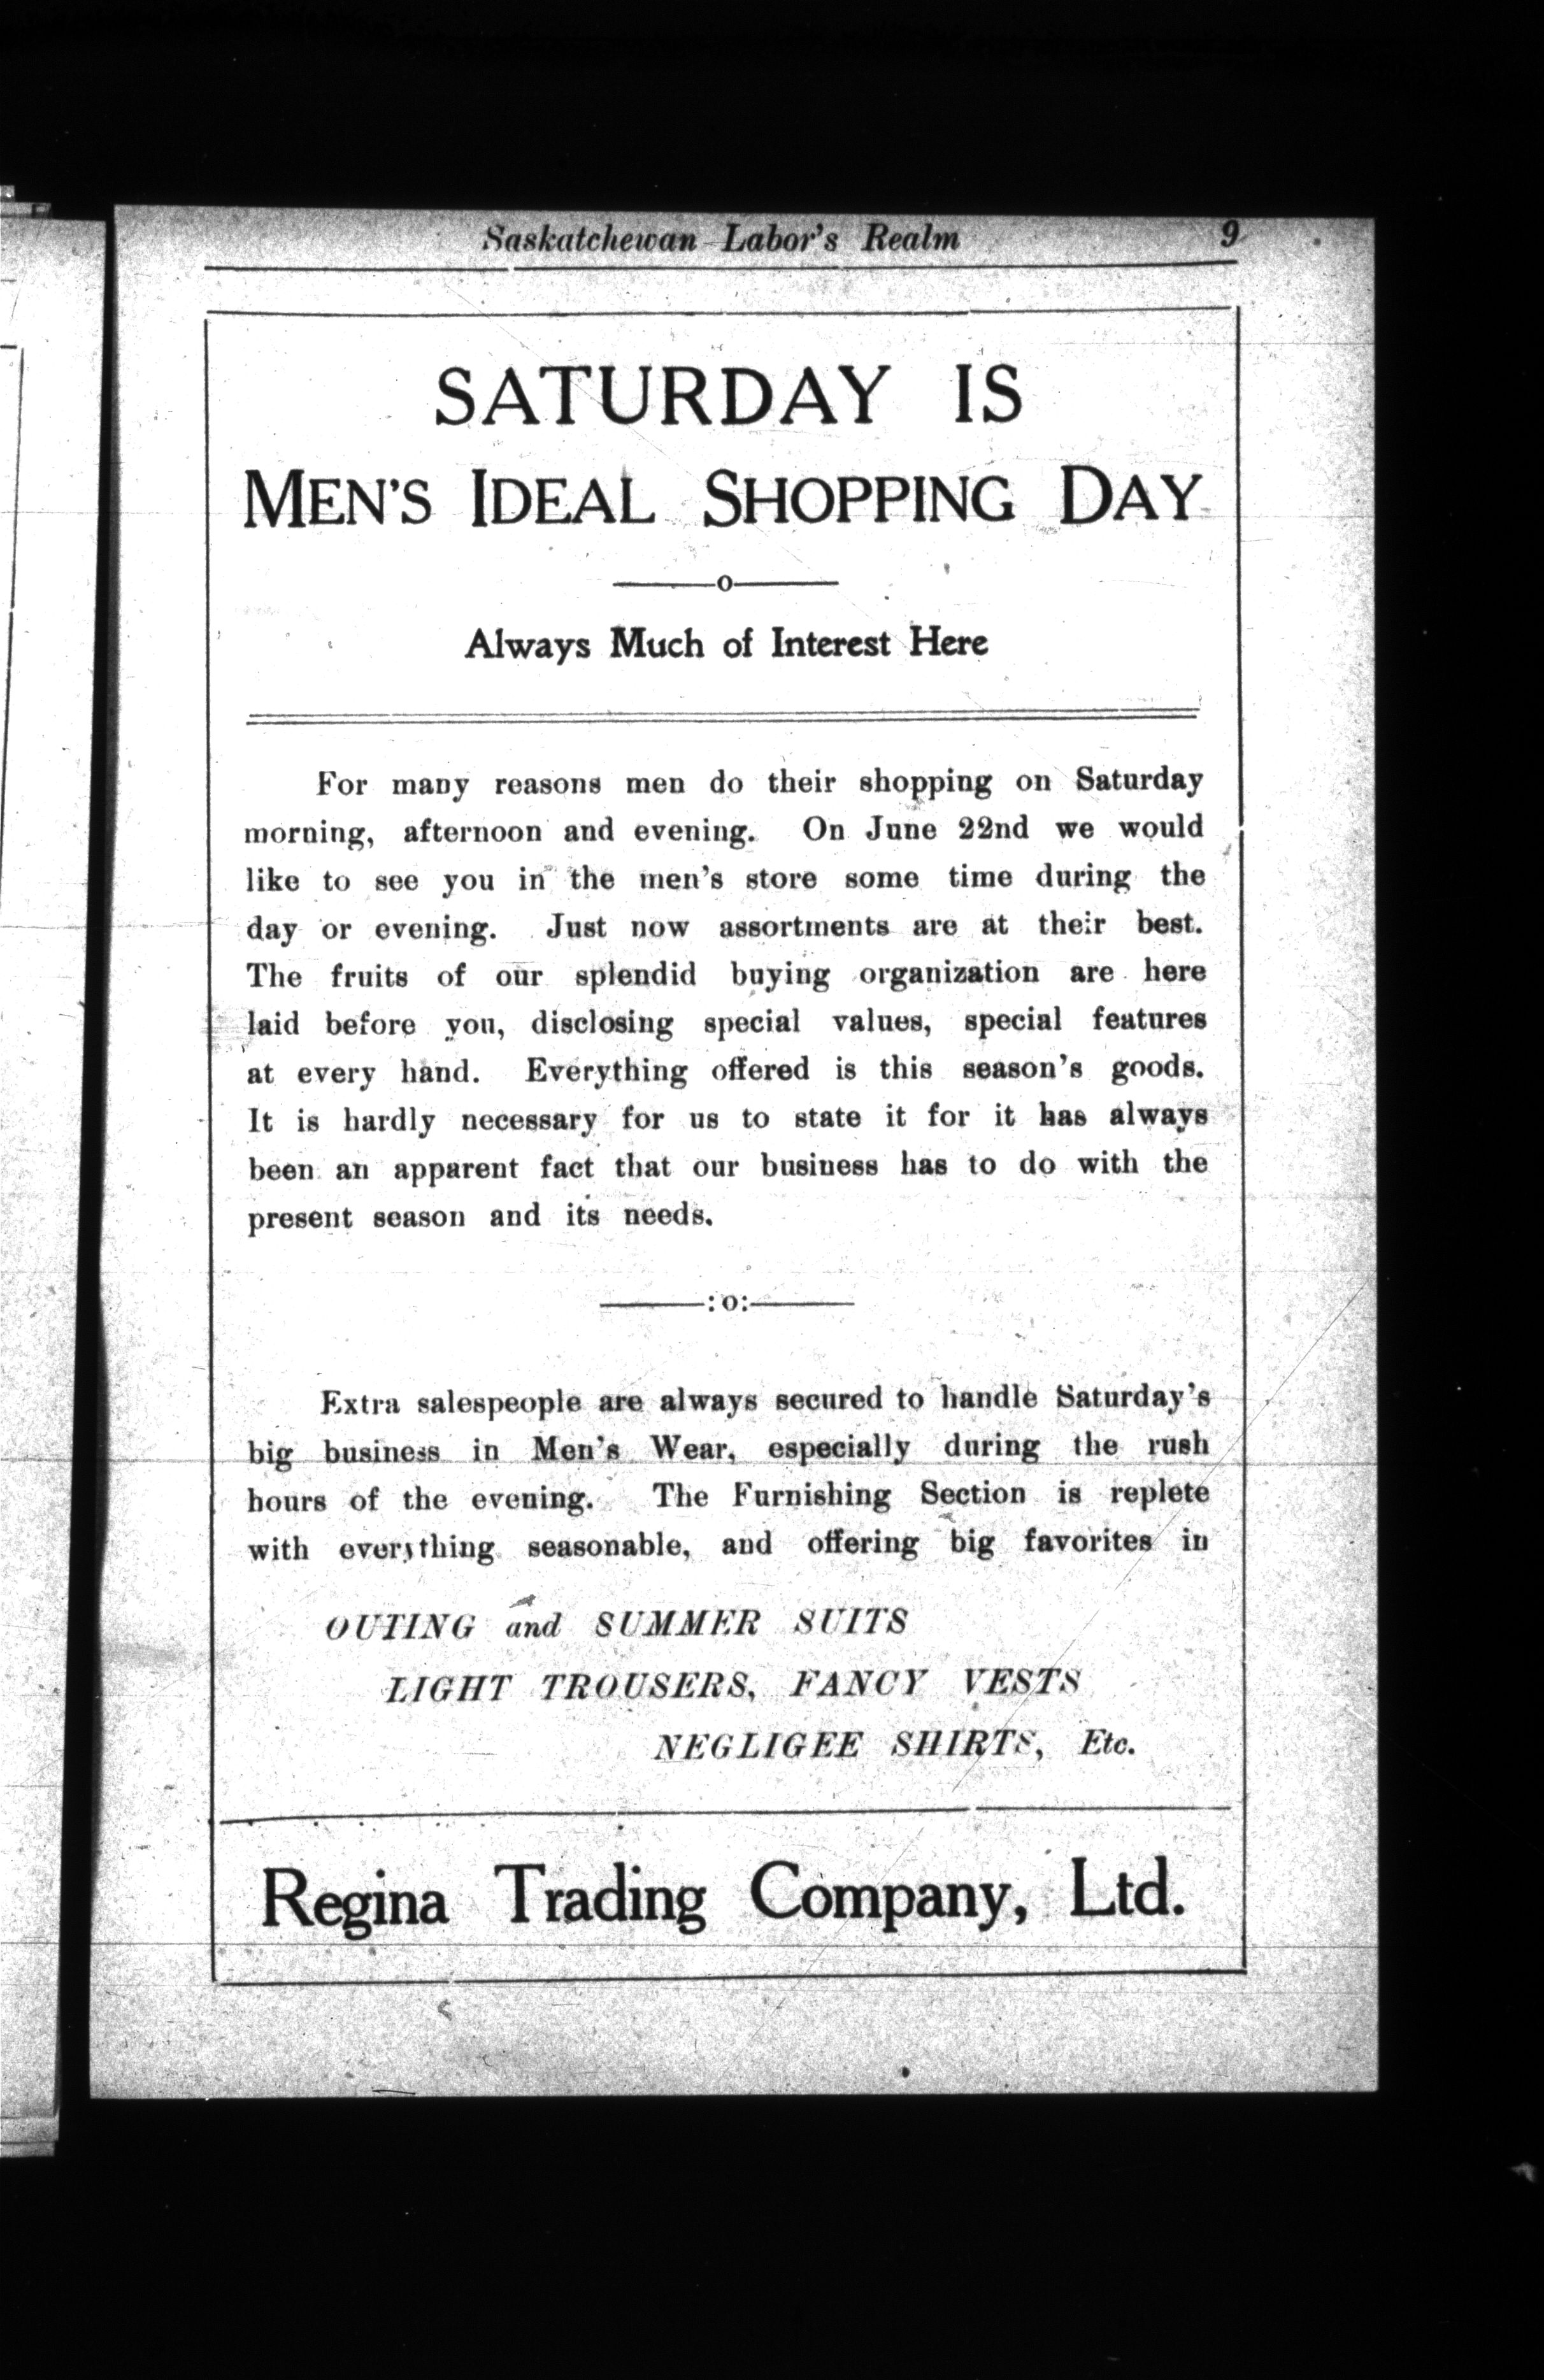 Saskatchewan Labor's Realm 9
SATURDAY IS
MEN'S IDEAL SHOPPING DAY
o
Always Much of Interest Here
For many reasons men do their shopping on Saturday
morning, afternoon and evening. On June 22nd we would
like to see you in the men's store some time during the
day or evening. Just now assortments are at their best.
The fruits of our splendid buying organization are here
laid before you, disclosing special values, special features
at every hand. Everything offered is this season's goods.
It is hardly necessary for us to state it for it has always
been an apparent fact that our business has to do with the
present season and its needs.
:o:
Extra salespeople are always secured to handle Saturday's
big business in Men's Wear, especially during the rush
hours of the evening. The Furnishing Section is replete
with everything seasonable, and offering big favorites in
OUTING and SUMMER SUITS
LIGHT TROUSERS, FANCY VESTS
NEGLIGEE SHIRTS, Etc.
Regina Trading Company, Ltd.